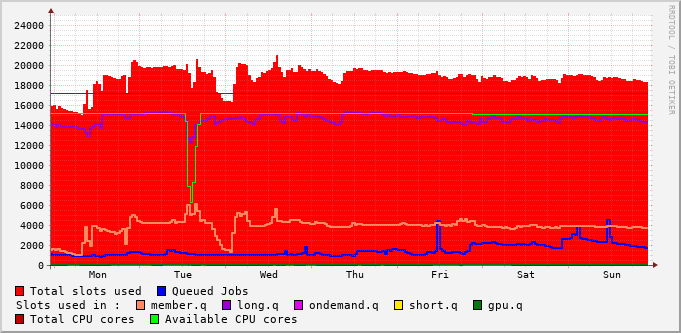 RRDTOOL / TOBI OETIKER
24000
22000
20000
18000
16000
14000
12000
10000
8000
6000
4000
2000
0
Mon Tue Wed Thu Fri Sat Sun
Total slots used Queued Jobs
Slots used in : member.q long.q ondemand.q short.q gpu.q
Total CPU cores Available CPU cores